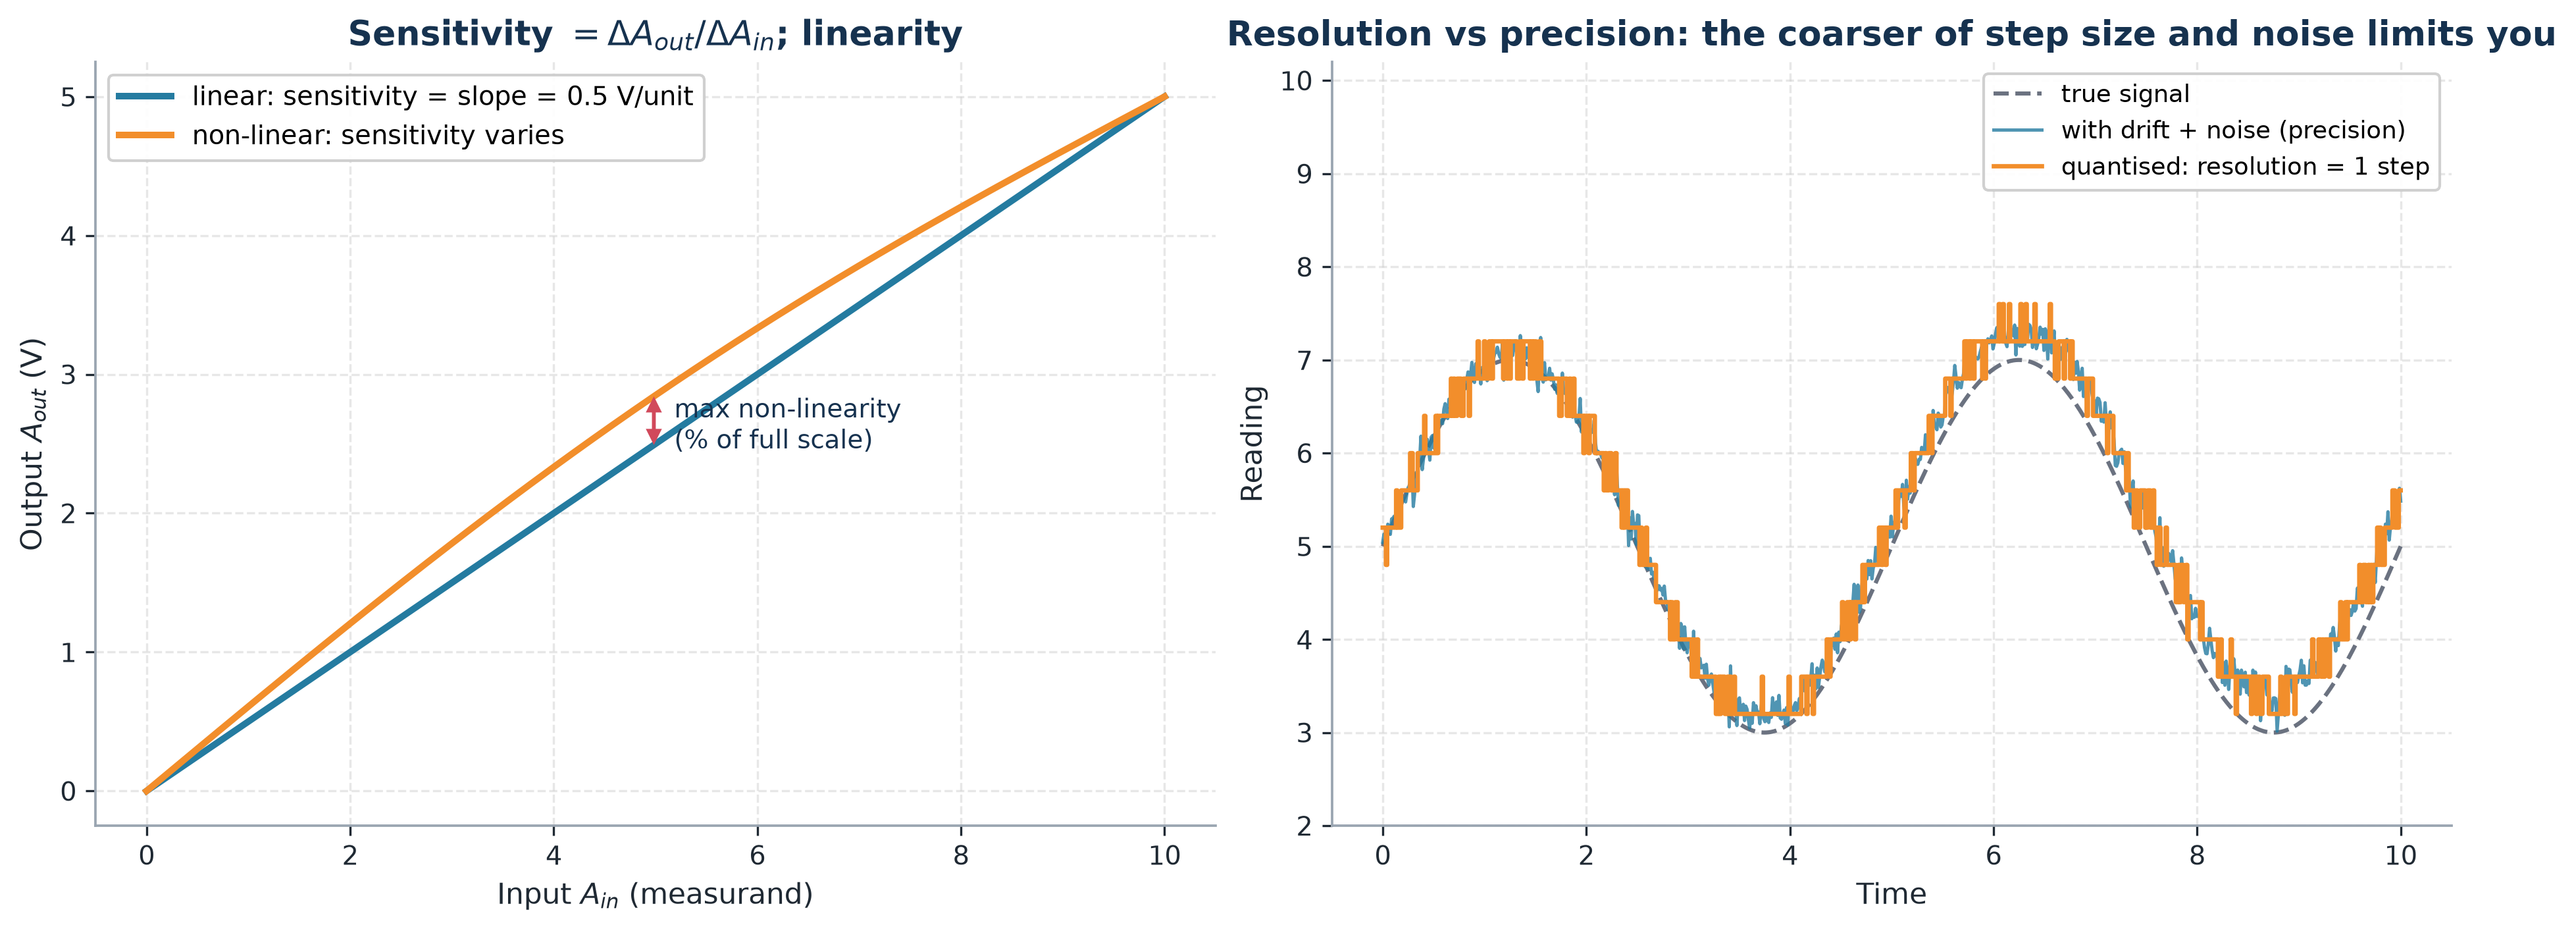 Sensitivity = ΔA_out/ΔA_in; linearity
5
4
3
2
1
0
Output A_out (V)
linear: sensitivity = slope = 0.5 V/unit
non-linear: sensitivity varies
max non-linearity
(% of full scale)
0
2
4
6
8
10
Input A_in (measurand)
Resolution vs precision: the coarser of step size and noise limits you
10
9
8
7
6
5
4
3
2
Reading
true signal
with drift + noise (precision)
quantised: resolution = 1 step
0
2
4
6
8
10
Time